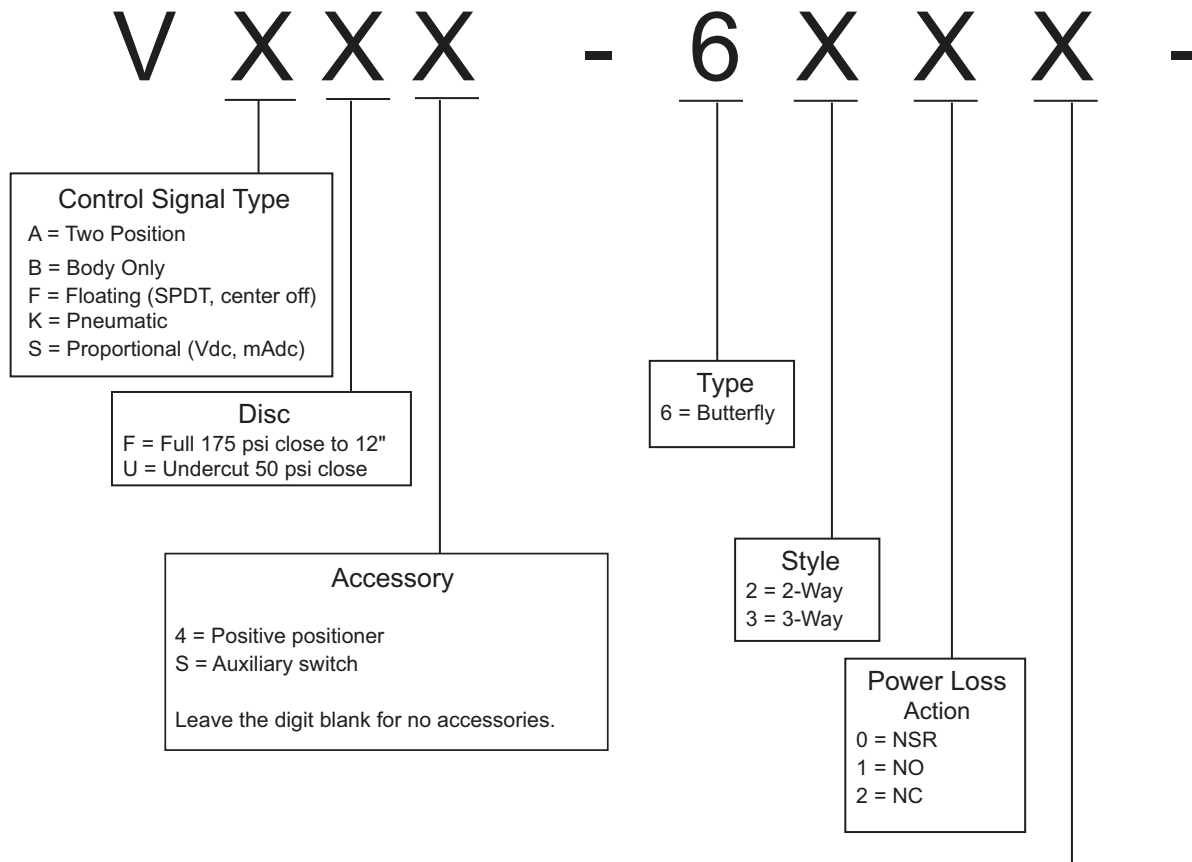 V X X X - 6 X X X -
Control Signal Type
A = Two Position
B = Body Only
F = Floating (SPDT, center off)
K = Pneumatic
S = Proportional (Vdc, mAdc)
Disc
F = Full 175 psi close to 12"
U = Undercut 50 psi close
Accessory
4 = Positive positioner
S = Auxiliary switch
Leave the digit blank for no accessories.
Type
6 = Butterfly
Style
2 = 2-Way
3 = 3-Way
Power Loss
Action
0 = NSR
1 = NO
2 = NC